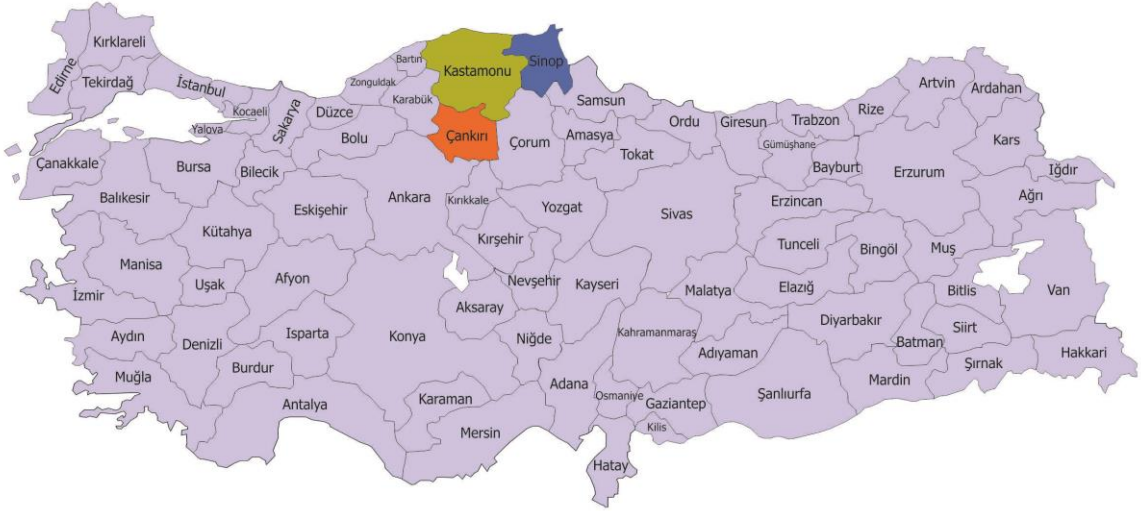 Kırklareli
Edirne
Tekirdağ
İstanbul
Kocaeli
Yalova
Sakarya
Düzce
Zonguldak
Bartın
Karabük
Bolu
Kastamonu
Sinop
Çankırı
Samsun
Çorum
Amasya
Ordu
Tokat
Giresun
Trabzon
Gümüşhane
Bayburt
Rize
Artvin
Ardahan
Kars
Iğdır
Erzurum
Ağrı
Çanakkale
Bursa
Bilecik
Balıkesir
Kütahya
Eskişehir
Ankara
Kırıkkale
Yozgat
Sivas
Erzincan
Kırşehir
Tunceli
Bingöl
Muş
Manisa
Uşak
Afyon
Nevşehir
Kayseri
Malatya
Elazığ
Bitlis
Van
İzmir
Aksaray
Aydın
Denizli
Isparta
Konya
Niğde
Kahramanmaraş
Adıyaman
Diyarbakır
Batman
Siirt
Şırnak
Hakkari
Muğla
Burdur
Antalya
Karaman
Adana
Osmaniye
Gaziantep
Şanlıurfa
Mardin
Mersin
Kilis
Hatay